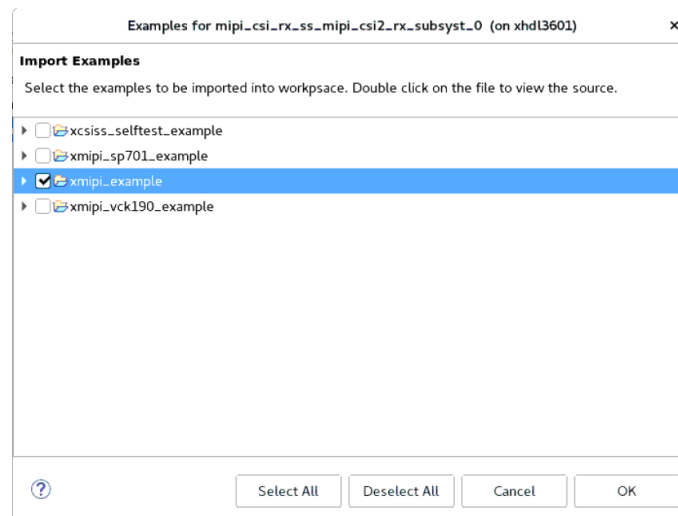 Examples for mipi_csi_rx_ss_mipi_csi2_rx_subsyst_0 (on xhdl3601)
Import Examples
Select the examples to be imported into workpsace. Double click on the file to view the source.
xcsiss_selftest_example
xmipi_sp701_example
xmipi_example
xmipi_vck190_example
Select All
Deselect All
Cancel
OK